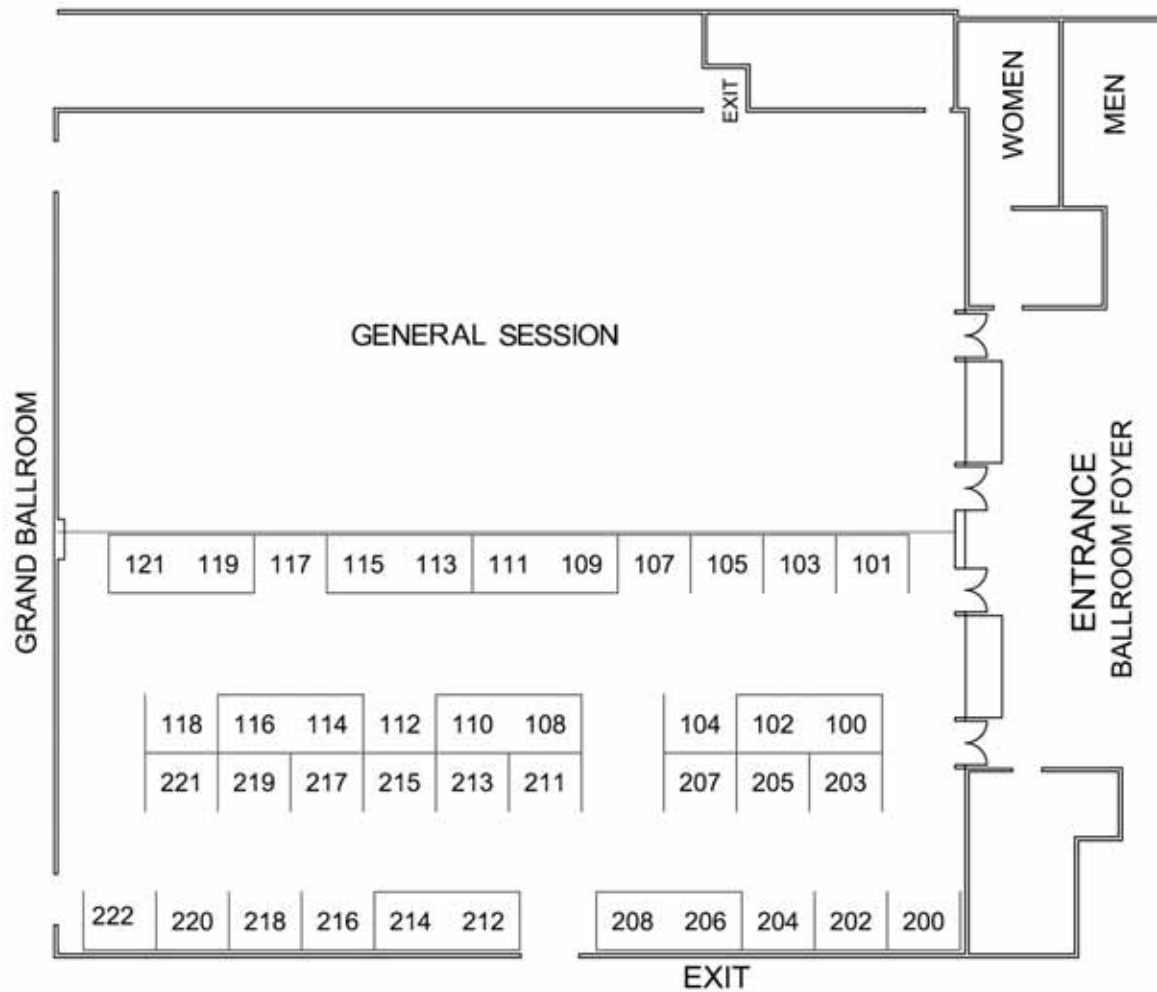 WOMEN
MEN
EXIT
GENERAL SESSION
GRAND BALLROOM
ENTRANCE
BALLROOM FOYER
121 119 117 115 113 111 109 107 105 103 101
118 116 114 112 110 108 104 102 100
221 219 217 215 213 211 207 205 203
222 220 218 216 214 212 208 206 204 202 200
EXIT